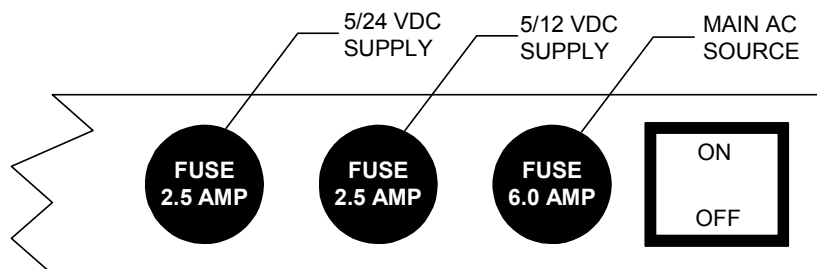 5/24 VDC
SUPPLY
5/12 VDC
SUPPLY
MAIN AC
SOURCE
FUSE
2.5 AMP
FUSE
2.5 AMP
FUSE
6.0 AMP
ON
OFF